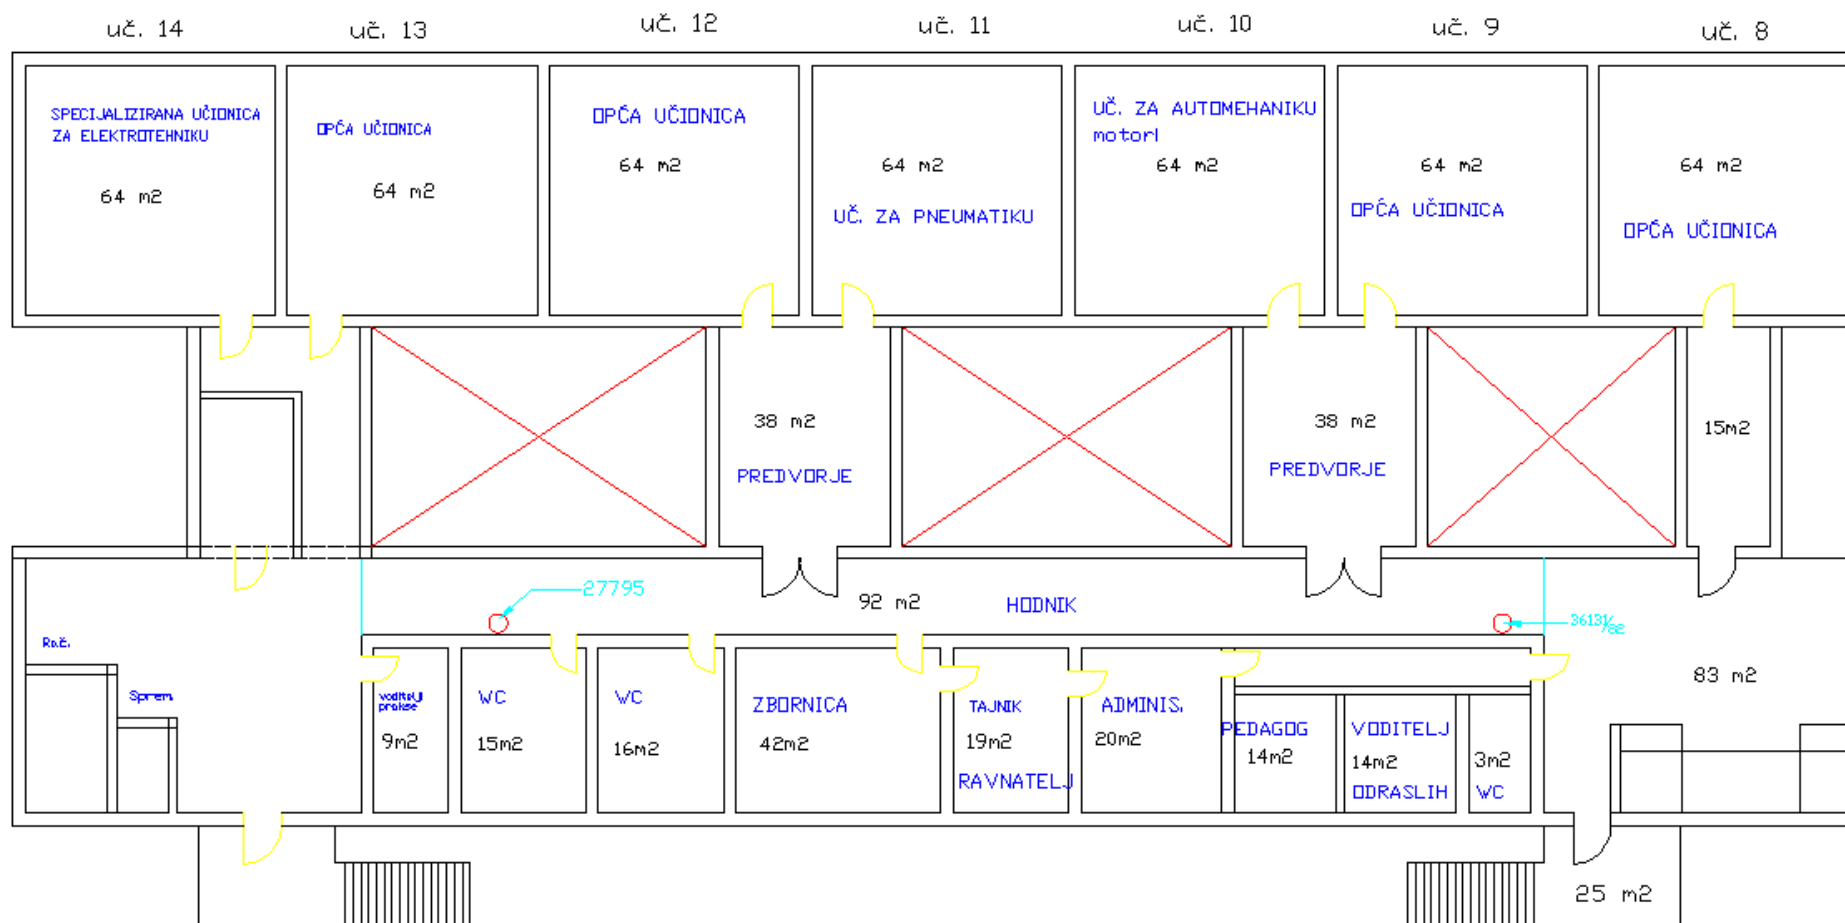 uč. 14
uč. 13
uč. 12
uč. 11
uč. 10
uč. 9
uč. 8
SPECIJALIZIRANA UČIONICA
ZA ELEKTROTEHNIKU
64 m2
OPĆA UČIONICA
64 m2
OPĆA UČIONICA
64 m2
64 m2
UČ. ZA PNEUMATIKU
UČ. ZA AUTOMEHANIKU
motori
64 m2
64 m2
OPĆA UČIONICA
64 m2
OPĆA UČIONICA
38 m2
PREDVORJE
38 m2
PREDVORJE
15m2
27795
92 m2
HODNIK
36131/82
Rač.
Sprem.
voditelj
prakse
9m2
WC
15m2
WC
16m2
ZBORNICA
42m2
TAJNIK
19m2
RAVNATELJ
ADMINIS.
20m2
PEDAGOG
14m2
VODITELJ
14m2
ODRASLIH
3m2
WC
83 m2
25 m2